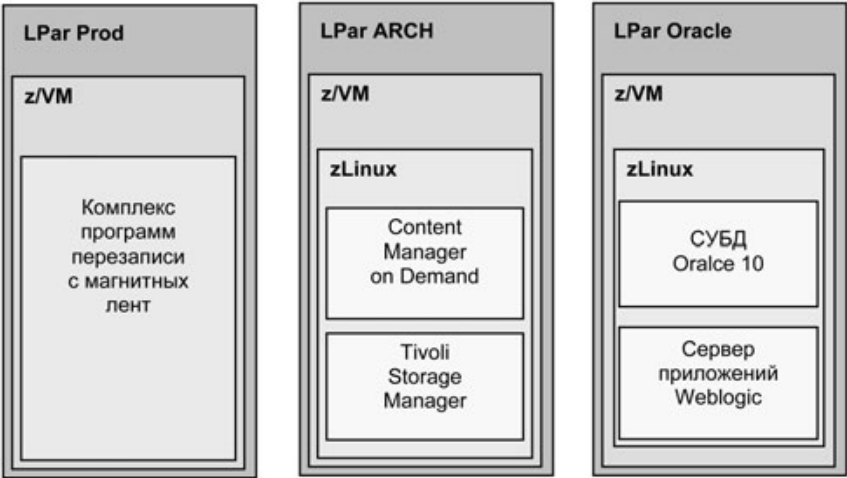 LPar Prod
z/VM
Комплекс
программ
перезаписи
с магнитных
лент
LPar ARCH
z/VM
zLinux
Content
Manager
on Demand
Tivoli
Storage
Manager
LPar Oracle
z/VM
zLinux
СУБД
Oralce 10
Сервер
приложений
Weblogic